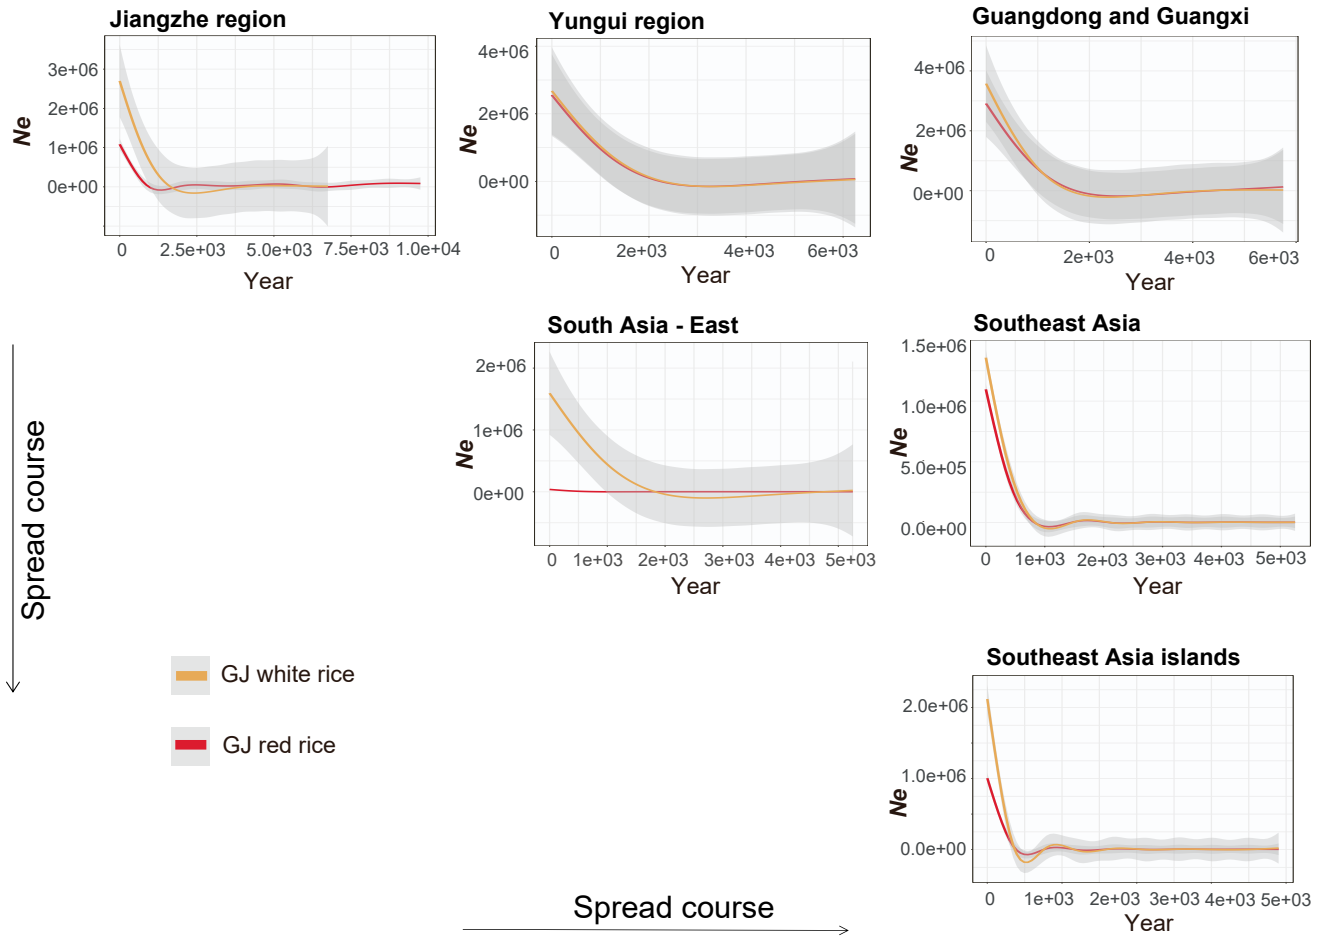 Jiangzhe region
3e+06
2e+06
1e+06
0e+00
Ne
0 2.5e+03 5.0e+03 7.5e+03 1.0e+04
Year
Yungui region
4e+06
2e+06
0e+00
Ne
0 2e+03 4e+03 6e+03
Year
Guangdong and Guangxi
4e+06
2e+06
0e+00
Ne
0 2e+03 4e+03 6e+03
Year
South Asia - East
2e+06
1e+06
0e+00
Ne
0 1e+03 2e+03 3e+03 4e+03 5e+03
Year
Southeast Asia
1.5e+06
1.0e+06
5.0e+05
0.0e+00
Ne
0 1e+03 2e+03 3e+03 4e+03 5e+03
Year
Spread course
GJ white rice
GJ red rice
Southeast Asia islands
2.0e+06
1.0e+06
0.0e+00
Ne
0 1e+03 2e+03 3e+03 4e+03 5e+03
Year
Spread course